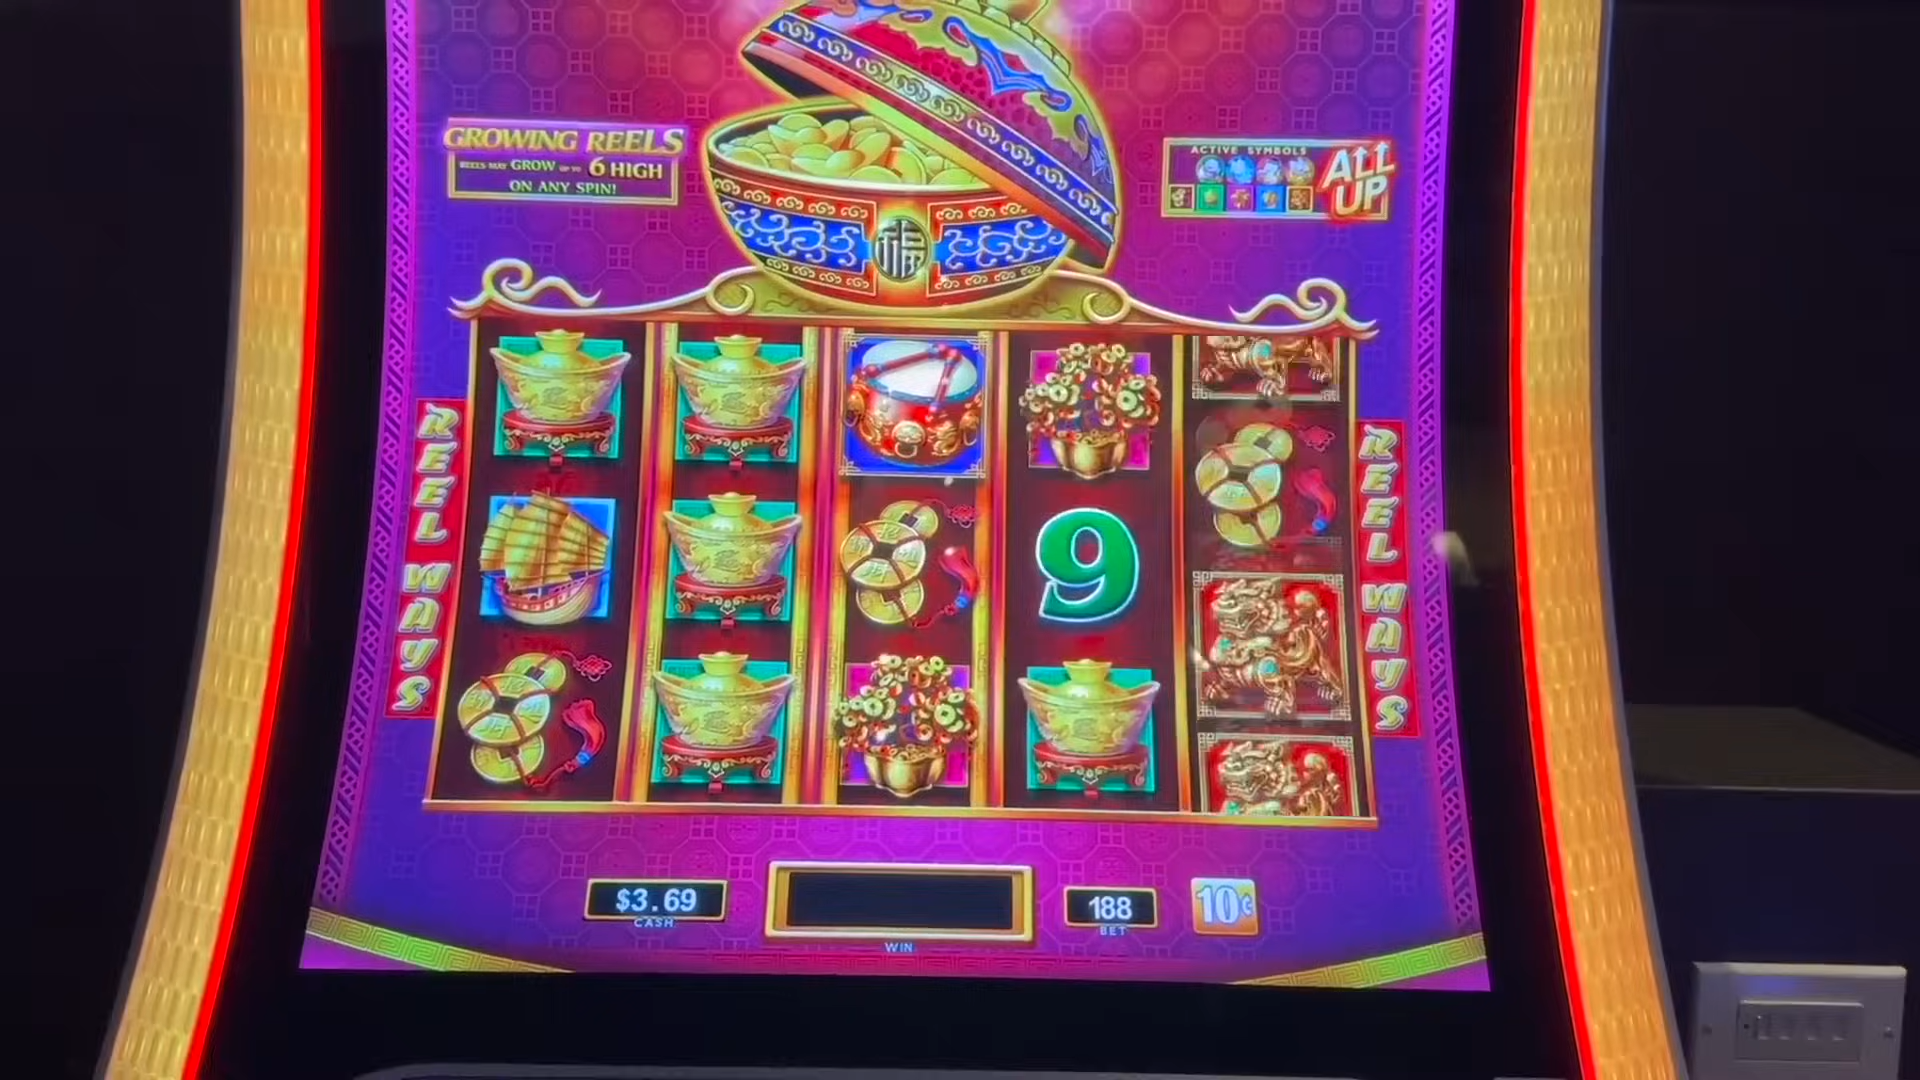 GROWING REELS
REELS MAY GROW UP TO 6 HIGH
ON ANY SPIN!
ACTIVE SYMBOLS
ALL
UP
福
REEL WAYS
REEL WAYS
9
$3.69
CASH
WIN
188
BET
10¢